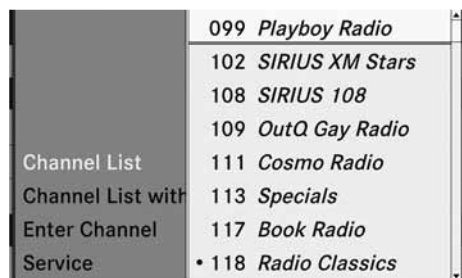 099 Playboy Radio
102 SIRIUS XM Stars
108 SIRIUS 108
109 OutQ Gay Radio
Channel List 111 Cosmo Radio
Channel List with 113 Specials
Enter Channel 117 Book Radio
Service • 118 Radio Classics